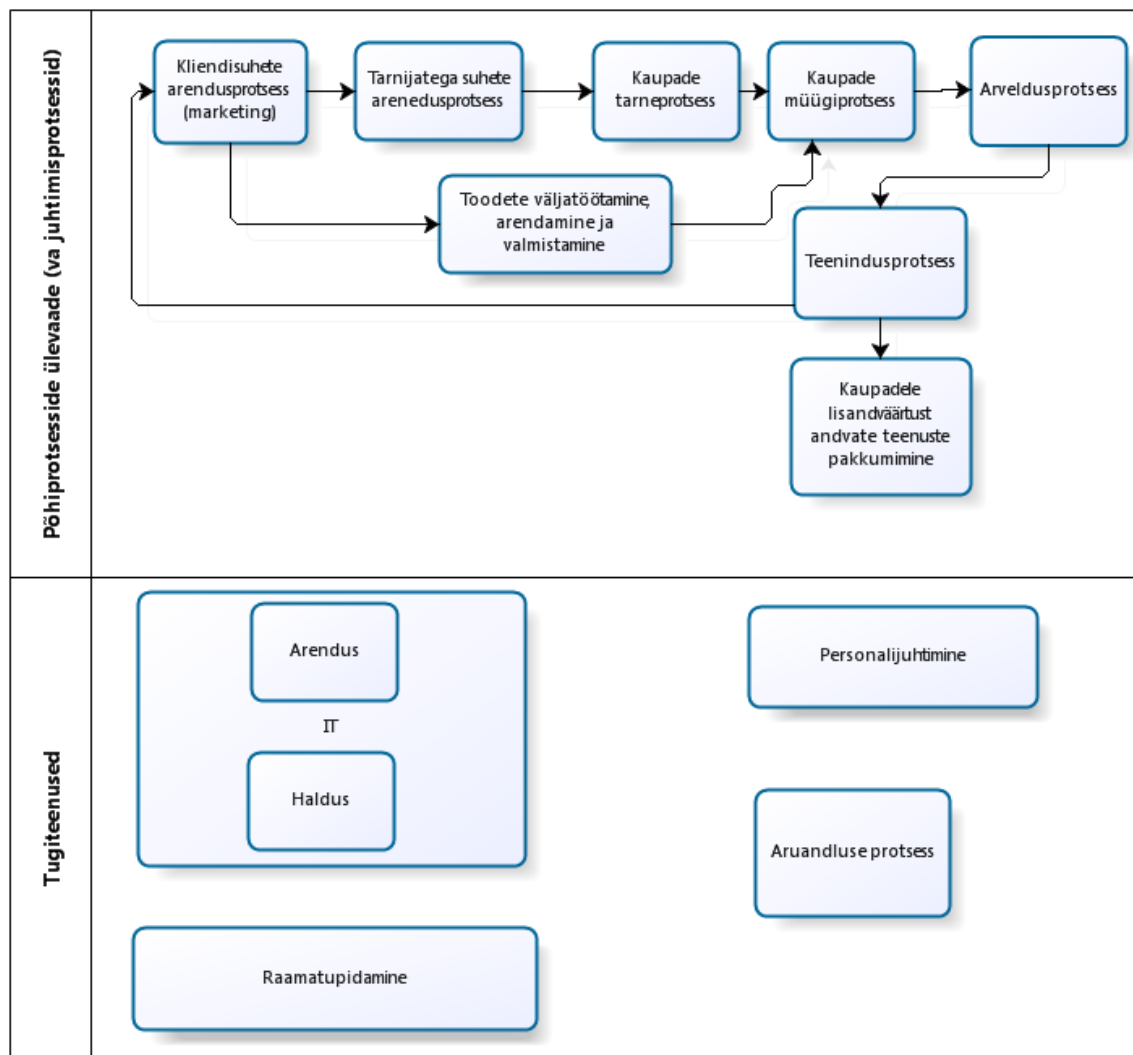 Põhiprotsesside ülevaade (va juhtimisprotsessid)
Kliendisuhete
arendusprotsess
(marketing)
Tarnijatega suhete
arenedusprotsess
Kaupade
tarneprotsess
Kaupade
müügiprotsess
Arveldusprotsess
Toodete väljatöötamine,
arendamine ja
valmistamine
Teenindusprotsess
Kaupadele
lisandväärtust
andvate teenuste
pakkumimine
Tugiteenused
Arendus
IT
Haldus
Personalijuhtimine
Aruandluse protsess
Raamatupidamine